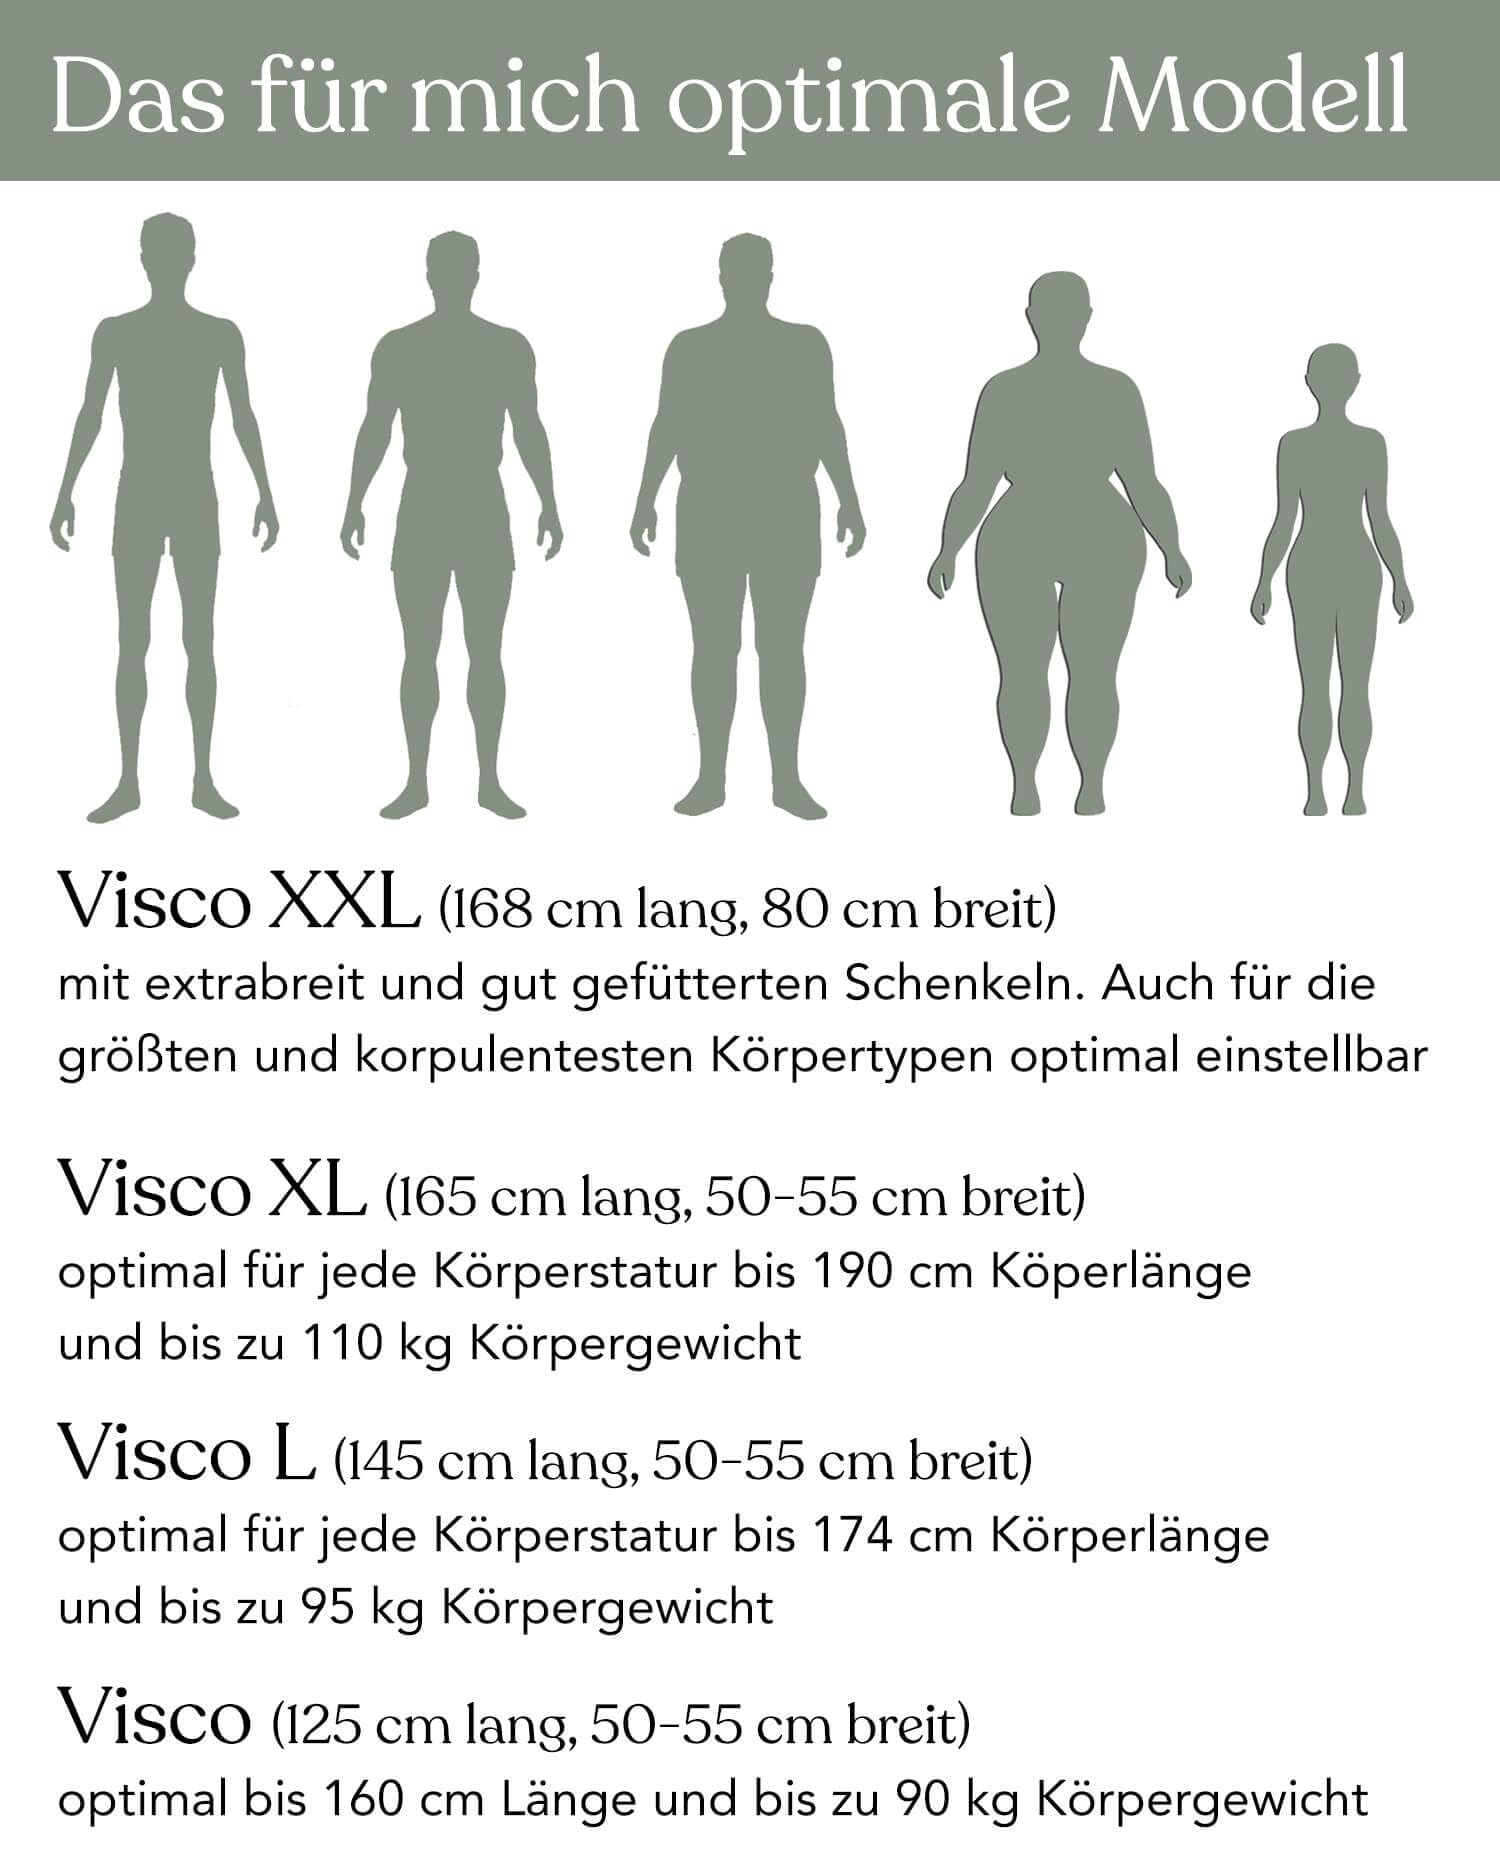 Das für mich optimale Modell
Visco XXL (168 cm lang, 80 cm breit)
mit extrabreit und gut gefütterten Schenkeln. Auch für die
größten und korpulentesten Körpertypen optimal einstellbar
Visco XL (165 cm lang, 50-55 cm breit)
optimal für jede Körperstatur bis 190 cm Köperlänge
und bis zu 110 kg Körpergewicht
Visco L (145 cm lang, 50-55 cm breit)
optimal für jede Körperstatur bis 174 cm Körperlänge
und bis zu 95 kg Körpergewicht
Visco (125 cm lang, 50-55 cm breit)
optimal bis 160 cm Länge und bis zu 90 kg Körpergewicht